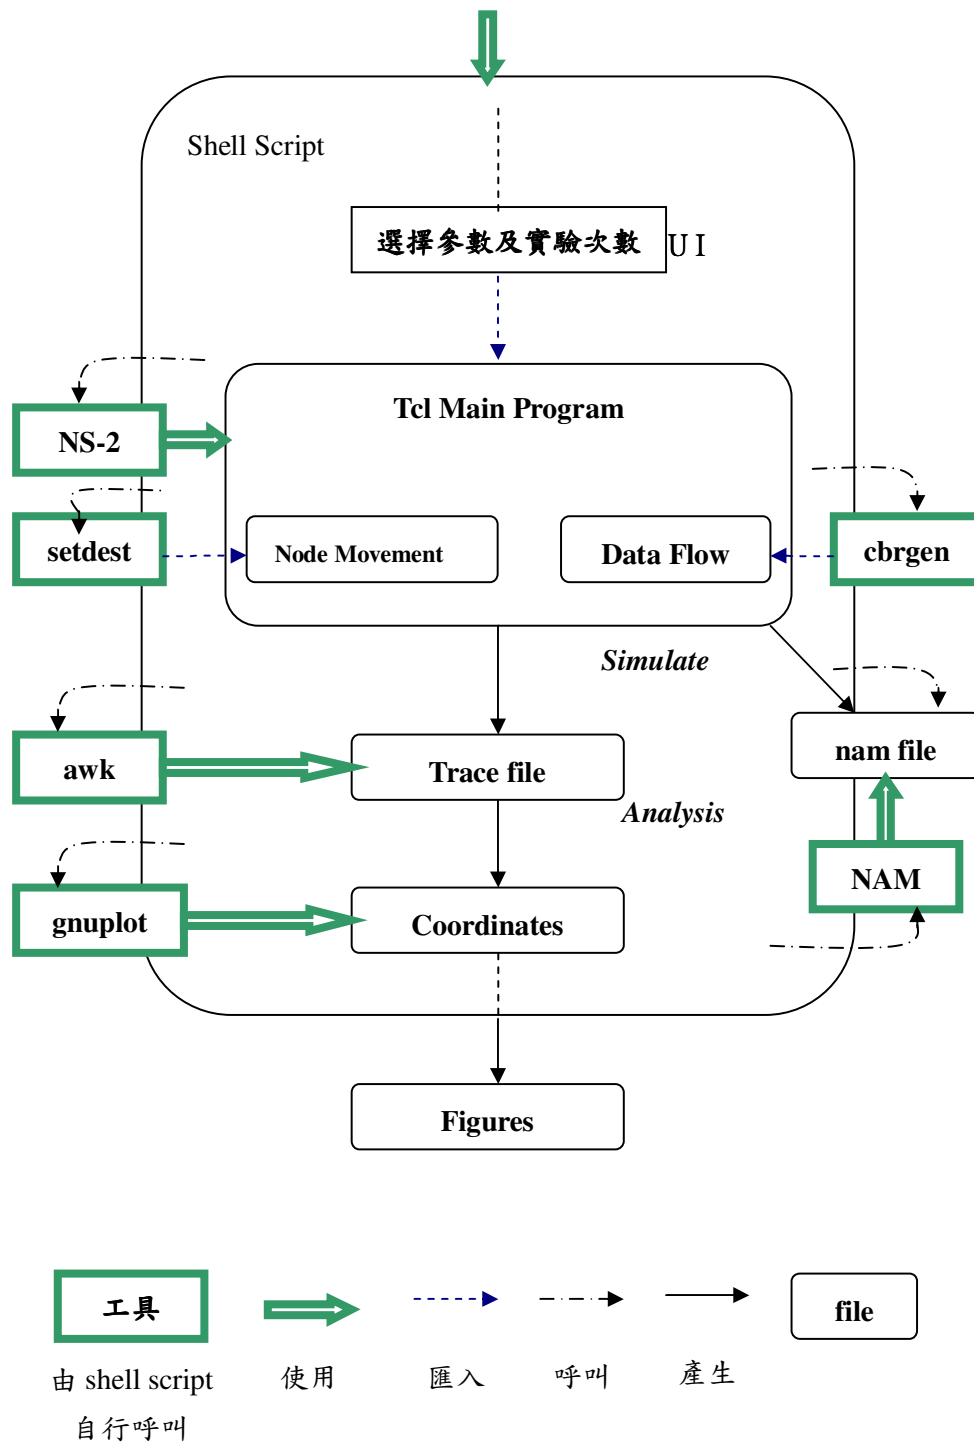 Shell Script
選擇參數及實驗次數
UI
Tcl Main Program
NS-2
setdest
Node Movement
Data Flow
cbrgen
Simulate
awk
Trace file
nam file
Analysis
NAM
gnuplot
Coordinates
Figures
工具
file
由 shell script
自行呼叫
使用
匯入
呼叫
產生